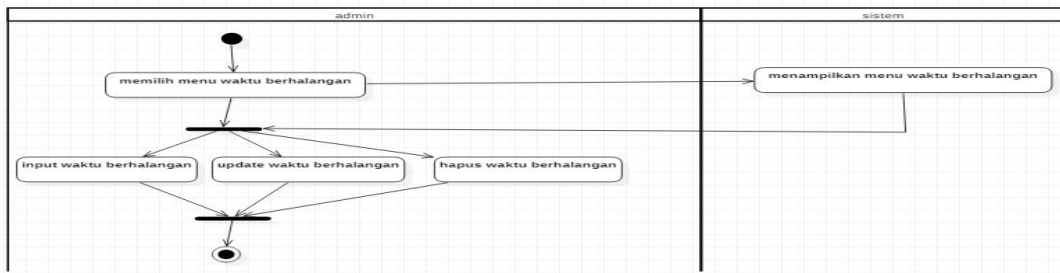 admin
sistem
memilih menu waktu berhalangan
menampilkan menu waktu berhalangan
input waktu berhalangan
update waktu berhalangan
hapus waktu berhalangan